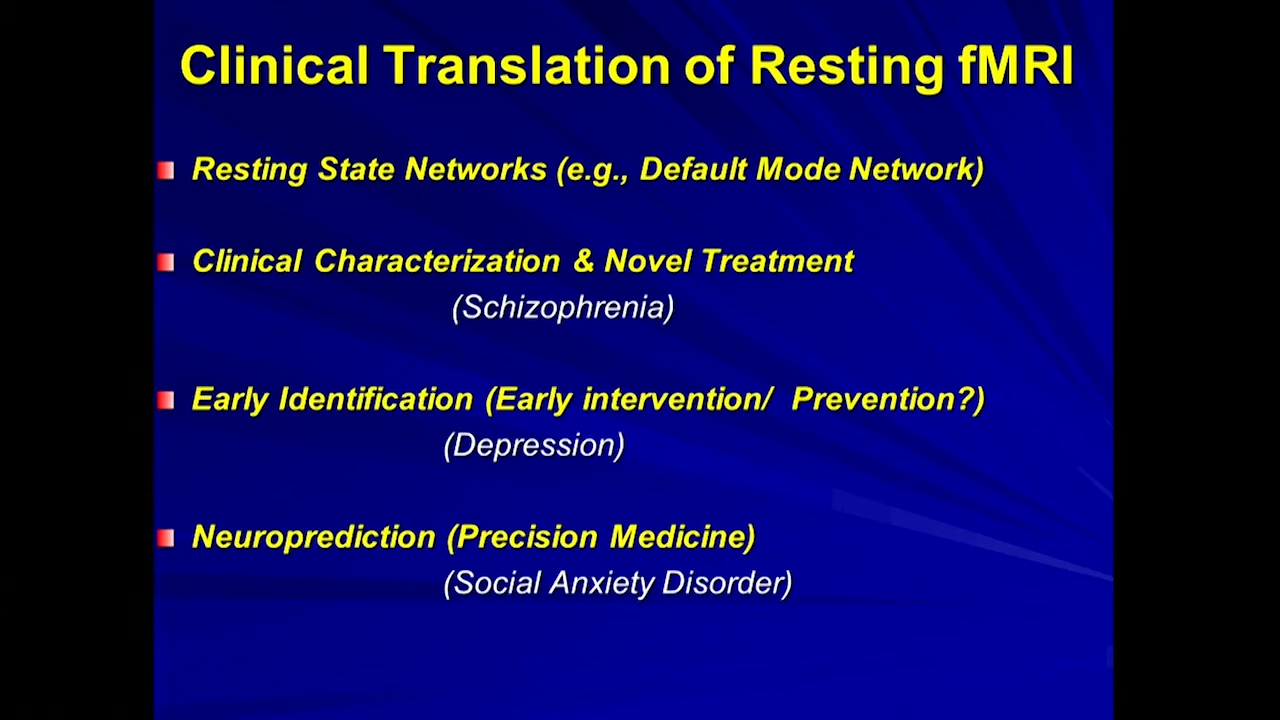 Clinical Translation of Resting fMRI
Resting State Networks (e.g., Default Mode Network)
Clinical Characterization & Novel Treatment
(Schizophrenia)
Early Identification (Early intervention/ Prevention?)
(Depression)
Neuroprediction (Precision Medicine)
(Social Anxiety Disorder)